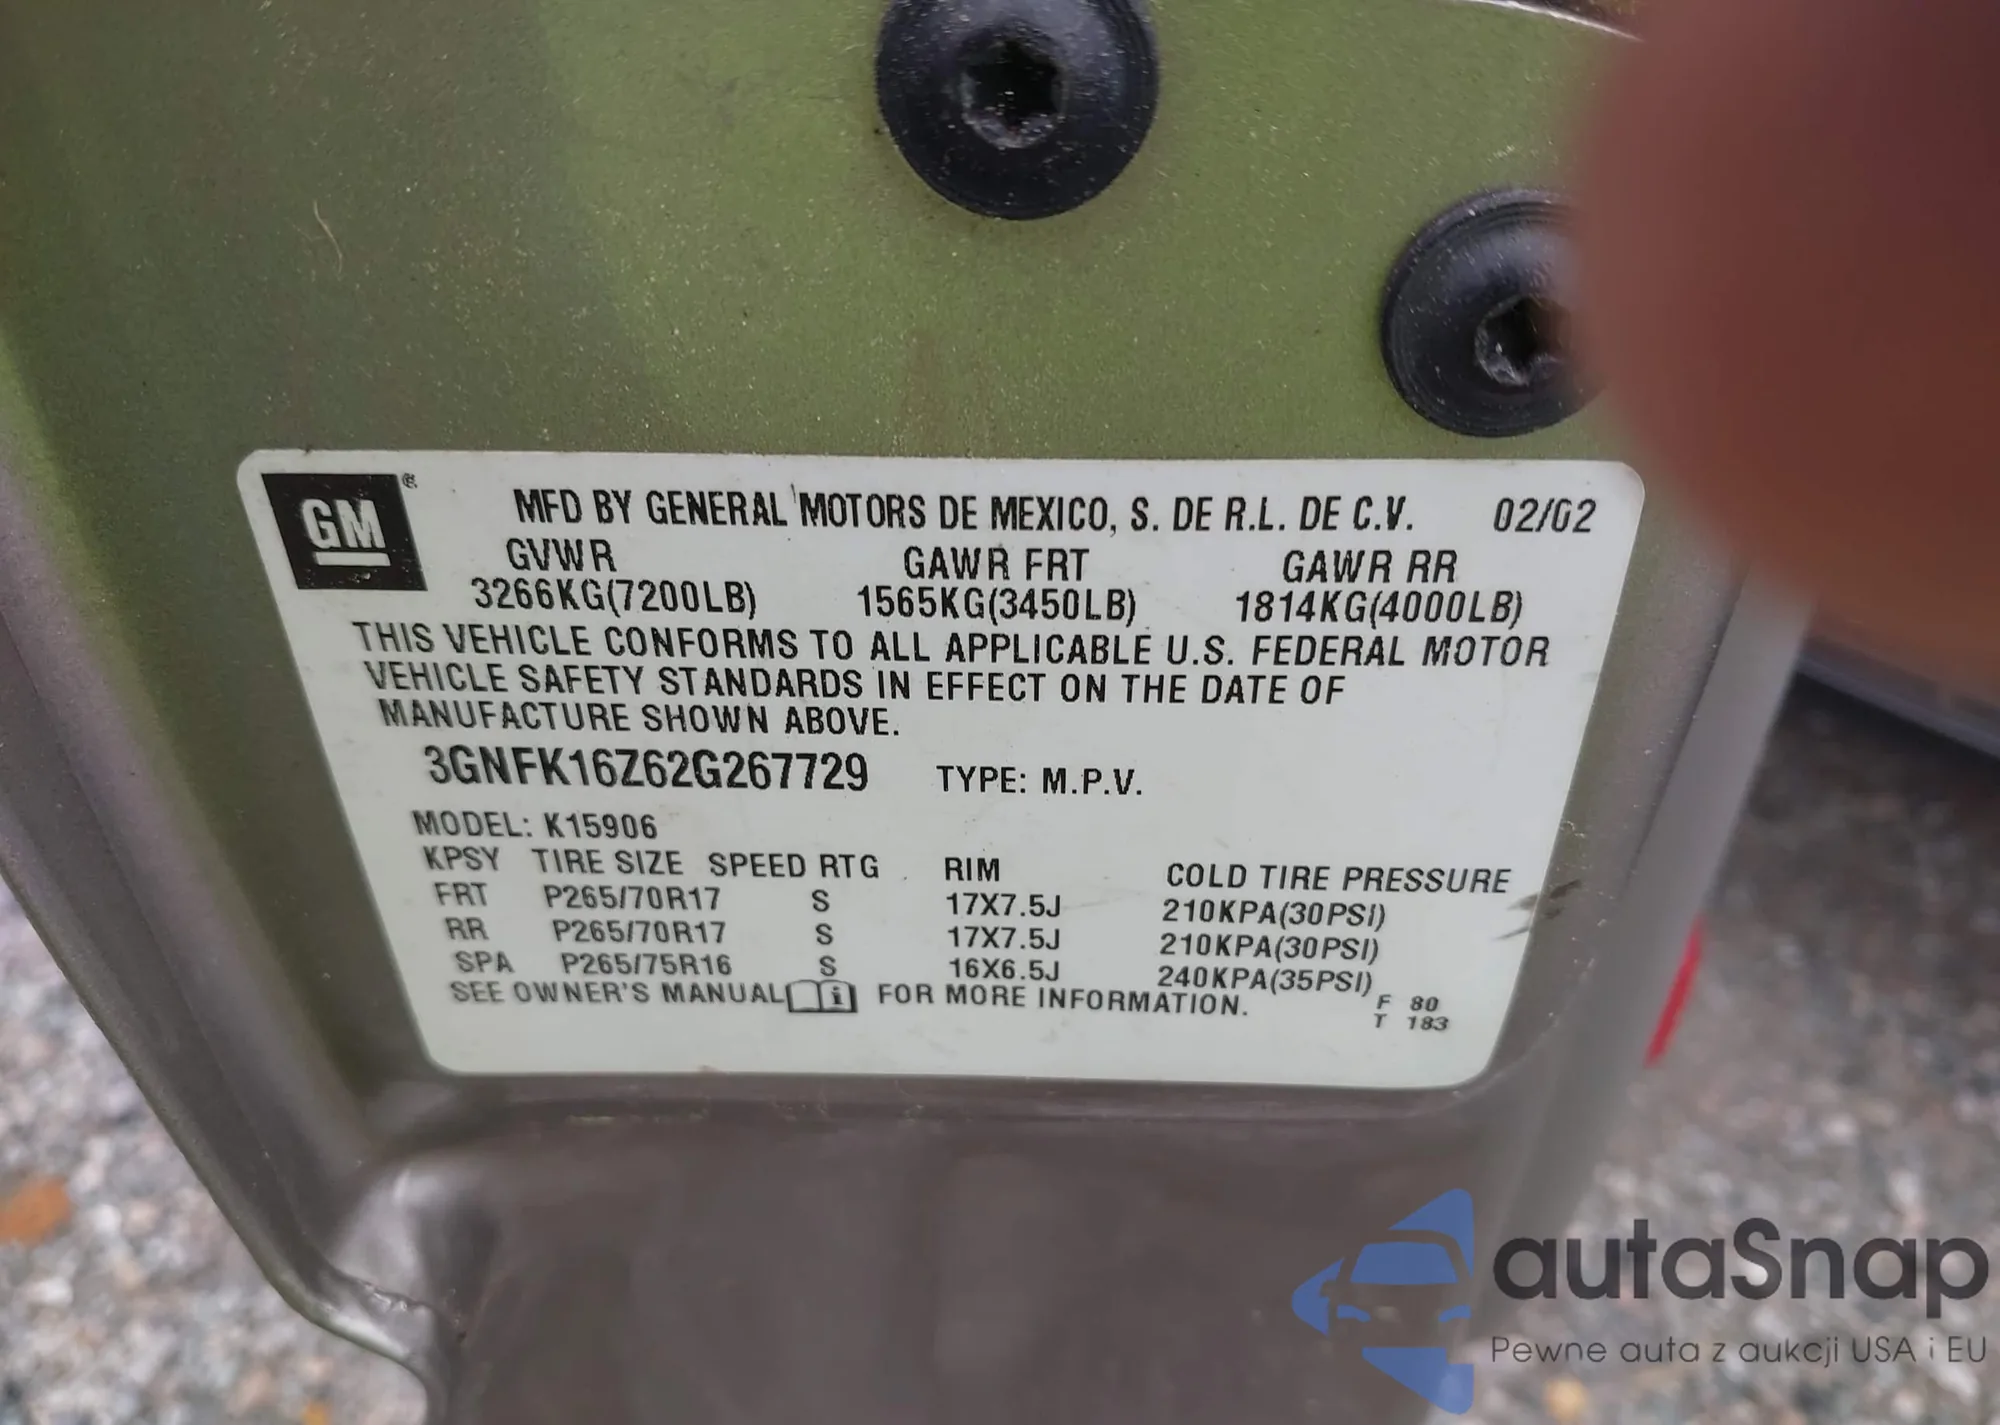 GM
MFD BY GENERAL MOTORS DE MEXICO, S. DE R.L. DE C.V. 02/02
GVWR GAWR FRT GAWR RR
3266KG(7200LB) 1565KG(3450LB) 1814KG(4000LB)
THIS VEHICLE CONFORMS TO ALL APPLICABLE U.S. FEDERAL MOTOR
VEHICLE SAFETY STANDARDS IN EFFECT ON THE DATE OF
MANUFACTURE SHOWN ABOVE.
3GNFK16Z62G267729 TYPE: M.P.V.
MODEL: K15906
KPSY TIRE SIZE SPEED RTG RIM COLD TIRE PRESSURE
FRT P265/70R17 S 17X7.5J 210KPA(30PSI)
RR P265/70R17 S 17X7.5J 210KPA(30PSI)
SPA P265/75R16 S 16X6.5J 240KPA(35PSI)
SEE OWNER'S MANUAL i FOR MORE INFORMATION.
F 80
T 183
autaSnap
Pewne auta z aukcji USA i EU